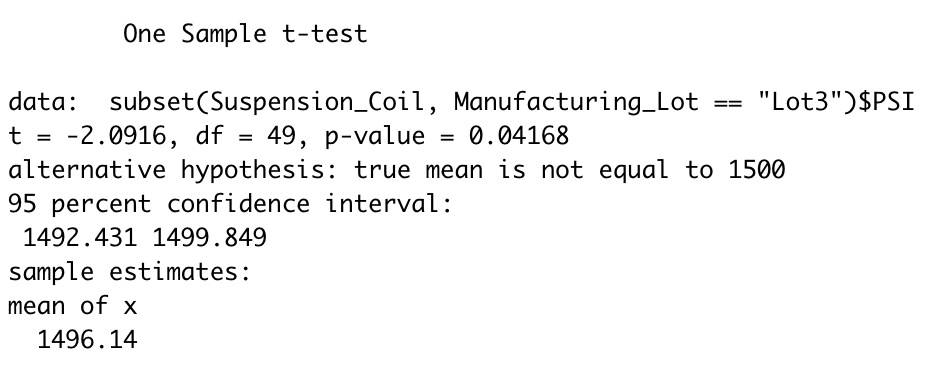 One Sample t-test
data:  subset(Suspension_Coil, Manufacturing_Lot == "Lot3")$PSI
t = -2.0916, df = 49, p-value = 0.04168
alternative hypothesis: true mean is not equal to 1500
95 percent confidence interval:
1492.431 1499.849
sample estimates:
mean of x
1496.14